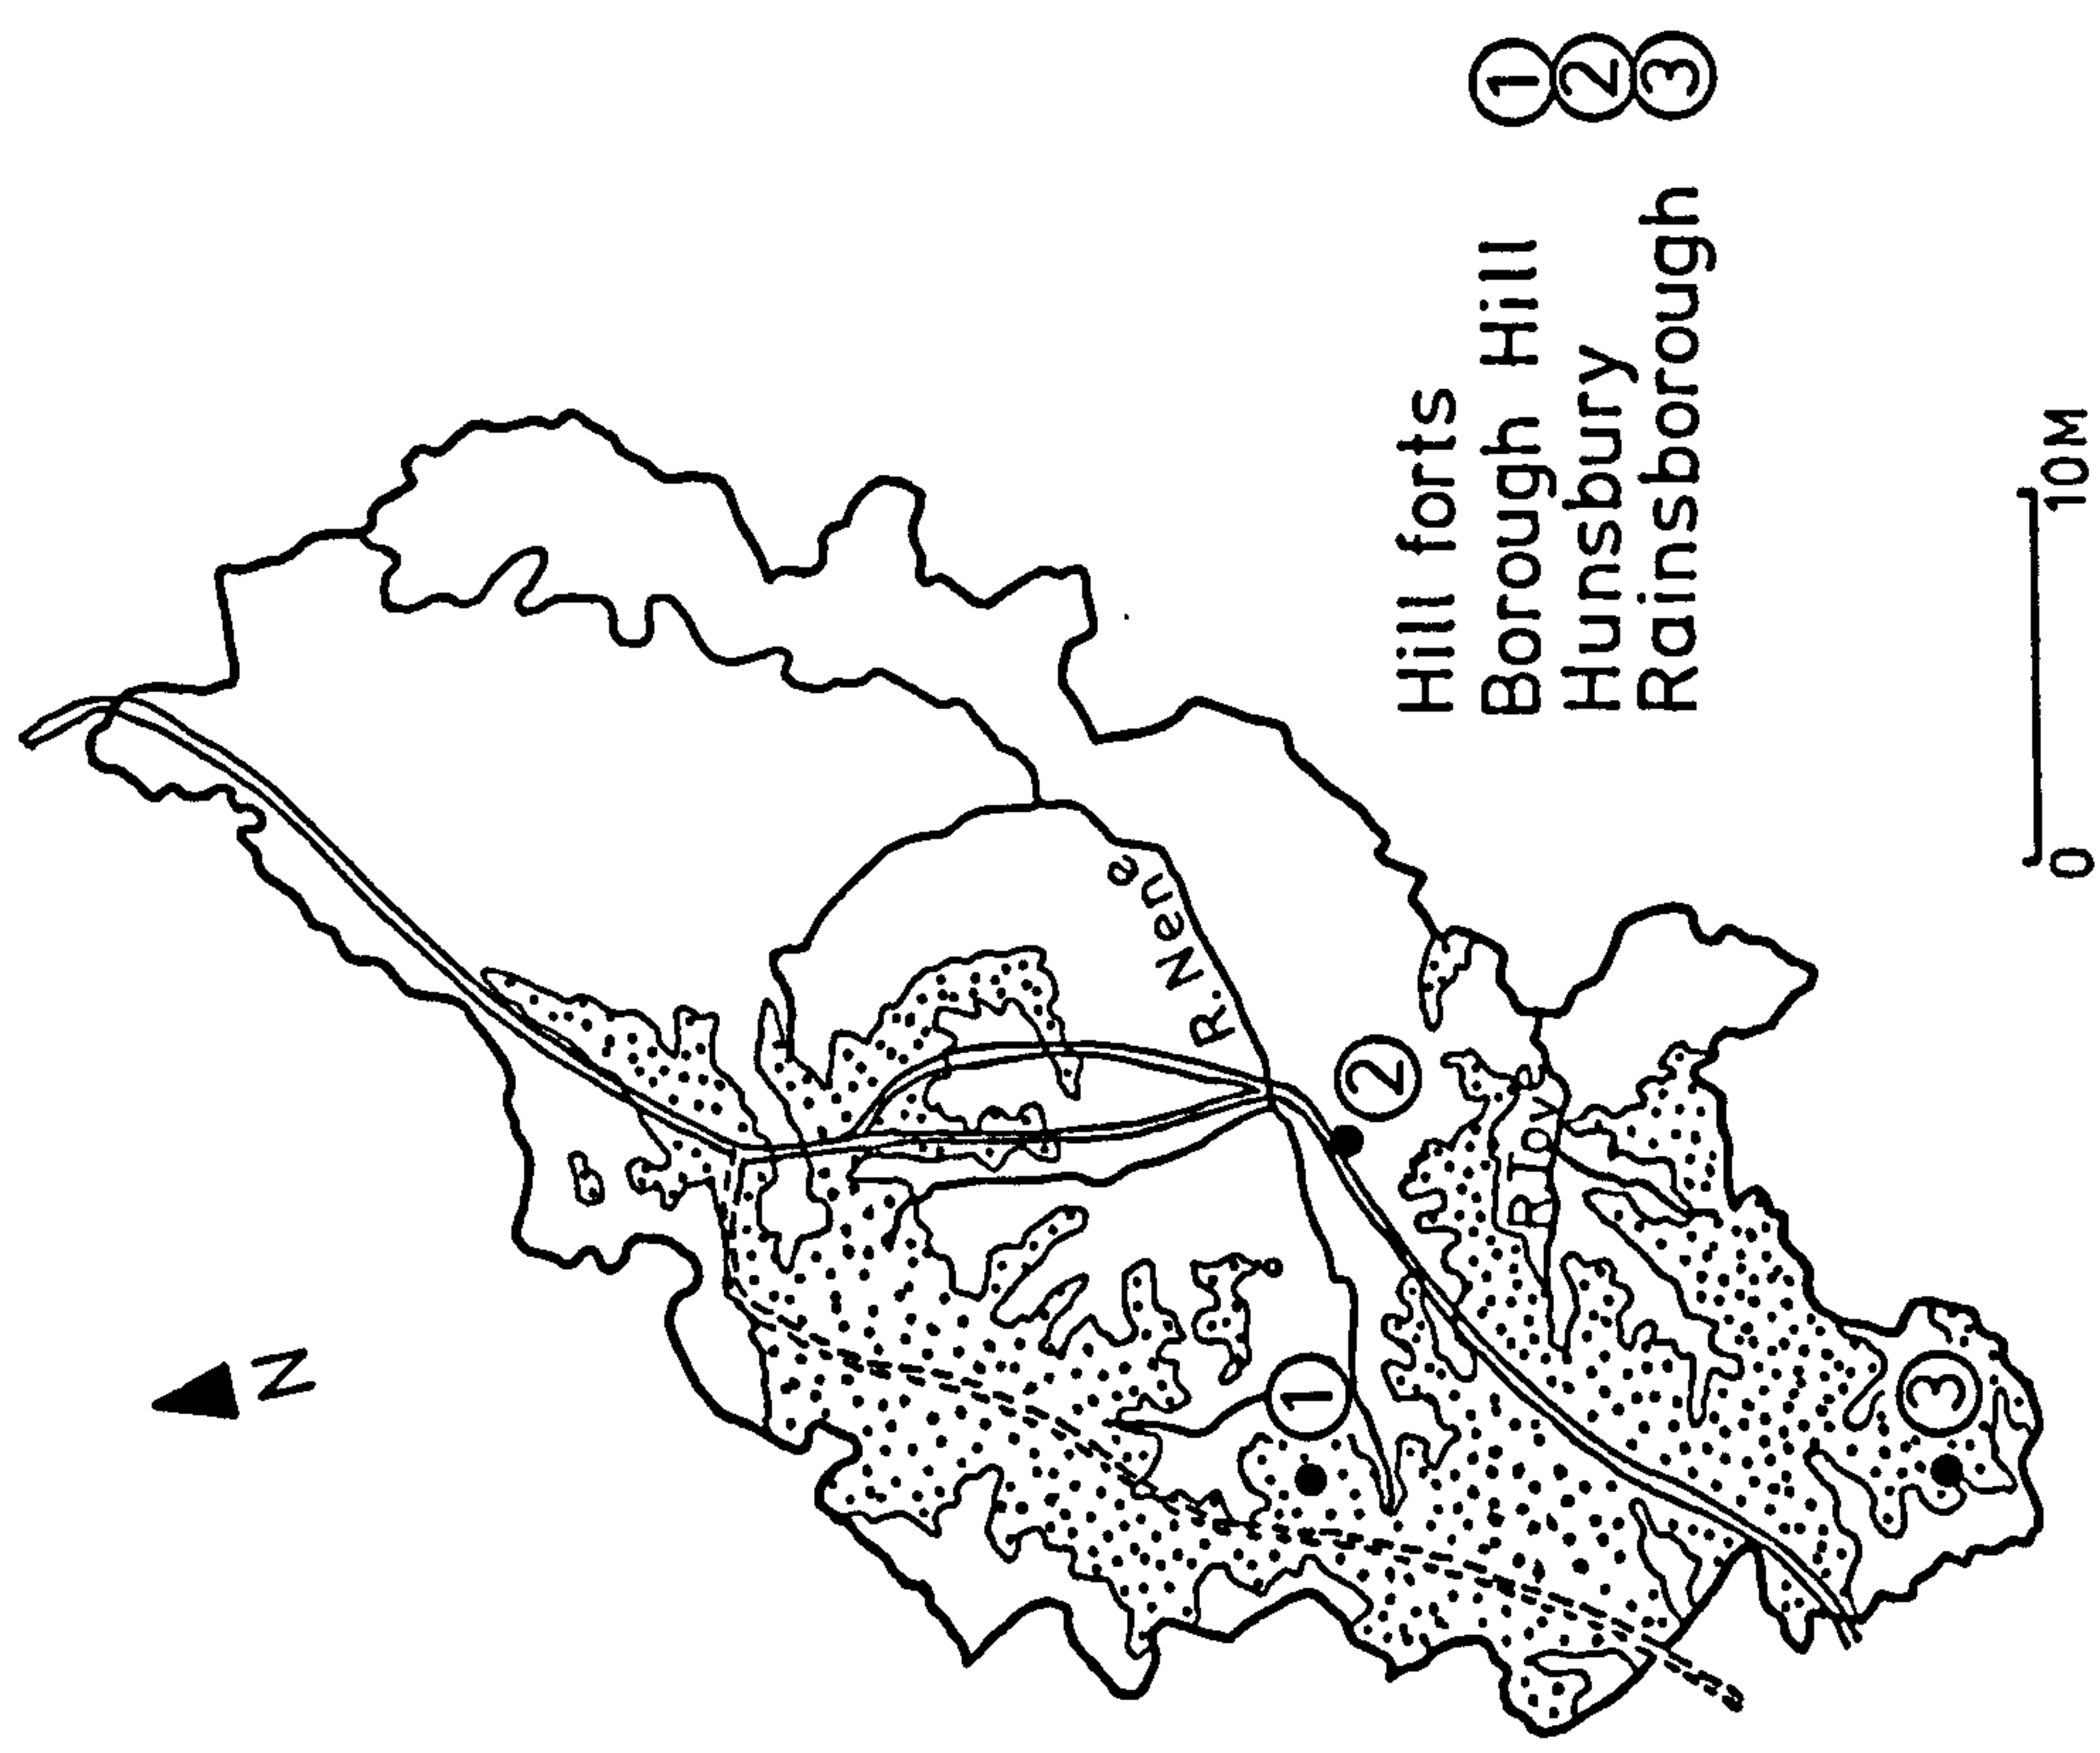 N
R. Nene
R Tove
1
2
3
Hill forts
Borough Hill 1
Hunsbury 2
Rainsborough 3
0 10M